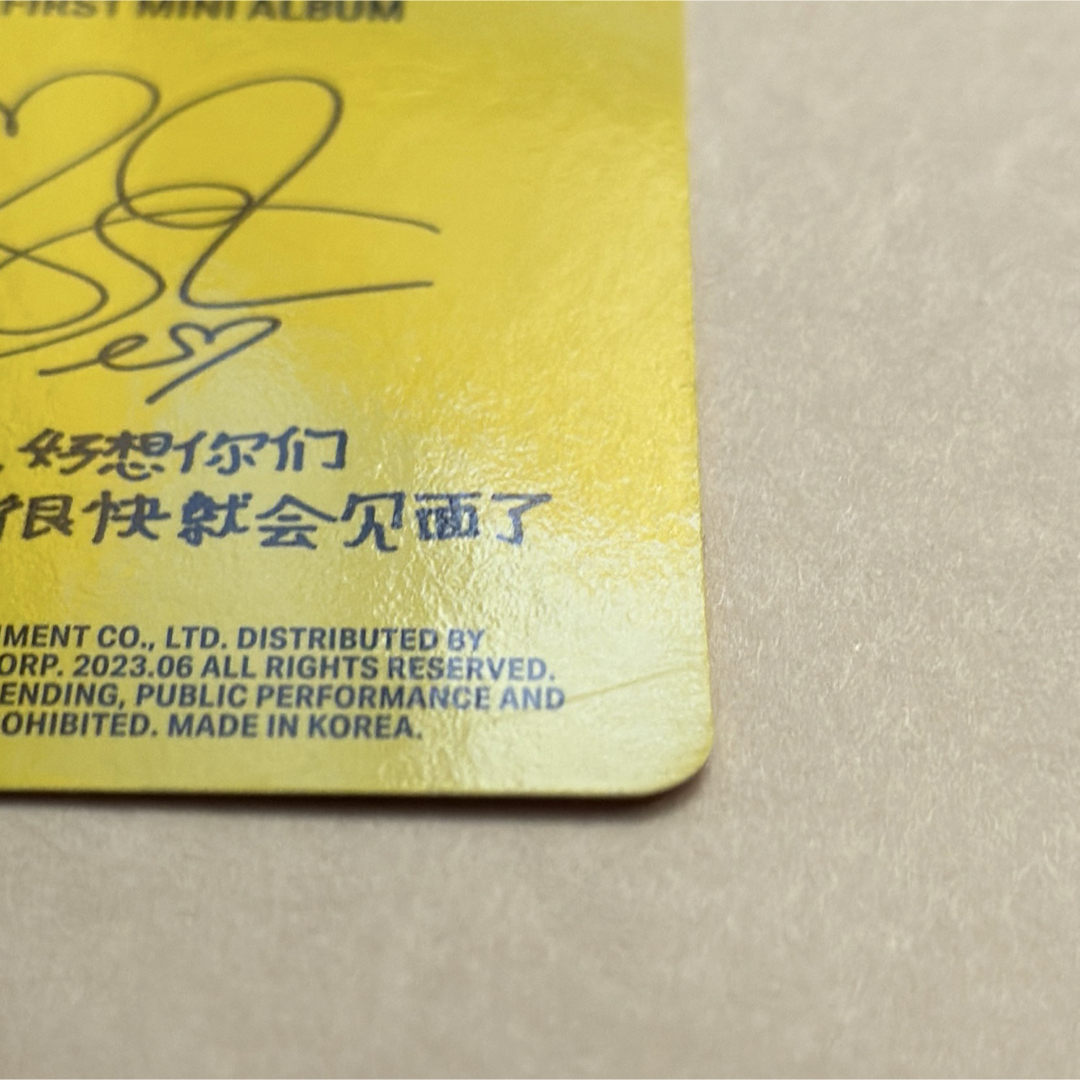 FIRST MINI ALBUM
好想你们
很快就会见面了
MENT CO., LTD. DISTRIBUTED BY
CORP. 2023.06 ALL RIGHTS RESERVED.
ENDING, PUBLIC PERFORMANCE AND
OHIBITED. MADE IN KOREA.